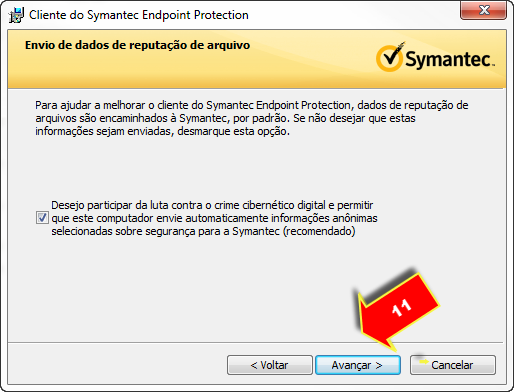 Cliente do Symantec Endpoint Protection
Envio de dados de reputação de arquivo
Symantec.
Para ajudar a melhorar o cliente do Symantec Endpoint Protection, dados de reputação de
arquivos são encaminhados à Symantec, por padrão. Se não desejar que estas
informações sejam enviadas, desmarque esta opção.
Desejo participar da luta contra o crime cibernético digital e permitir
que este computador envie automaticamente informações anônimas
selecionadas sobre segurança para a Symantec (recomendado)
11
< Voltar
Avançar >
Cancelar